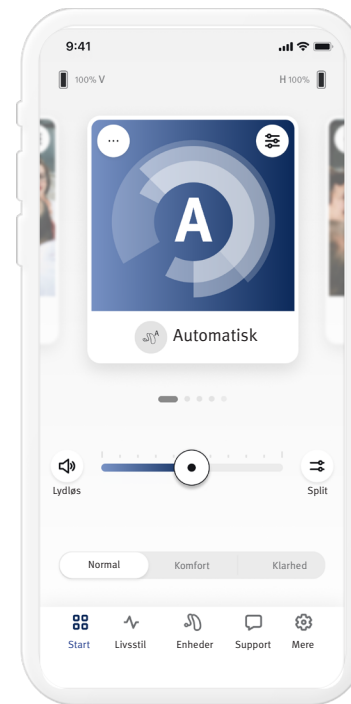 9:41
100% V
H 100%
A
A
Automatisk
Lydløs
Split
Normal
Komfort
Klarhed
Start
Livsstil
Enheder
Support
Mere